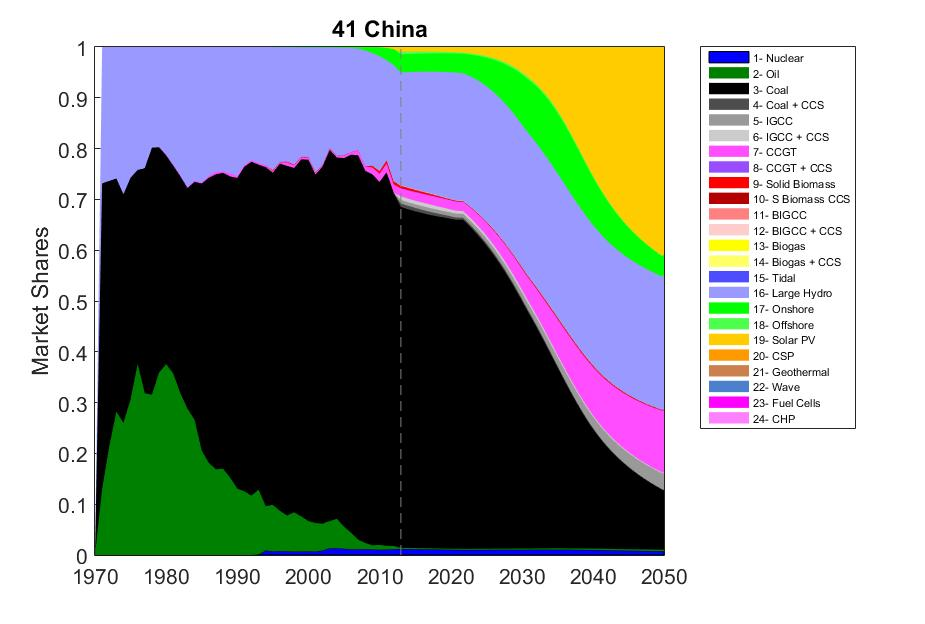 41 China
1
0.9
0.8
0.7
0.6
0.5
0.4
0.3
0.2
0.1
0
Market Shares
1970 1980 1990 2000 2010 2020 2030 2040 2050
1- Nuclear
2- Oil
3- Coal
4- Coal + CCS
5- IGCC
6- IGCC + CCS
7- CCGT
8- CCGT + CCS
9- Solid Biomass
10- S Biomass CCS
11- BIGCC
12- BIGCC + CCS
13- Biogas
14- Biogas + CCS
15- Tidal
16- Large Hydro
17- Onshore
18- Offshore
19- Solar PV
20- CSP
21- Geothermal
22- Wave
23- Fuel Cells
24- CHP